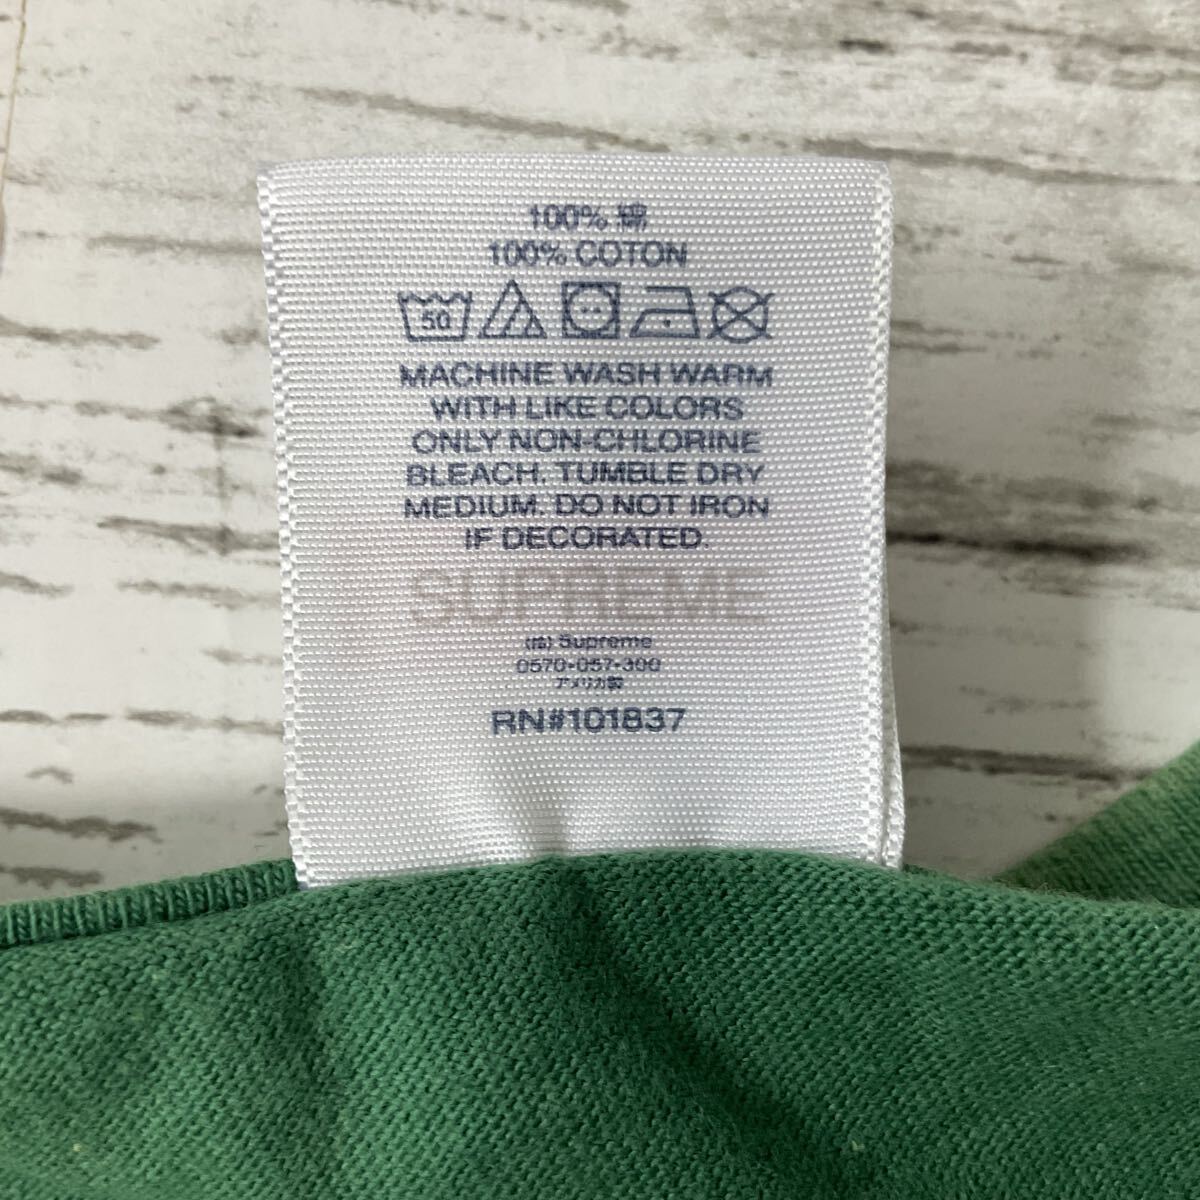 100% 綿
100% COTON
50
MACHINE WASH WARM
WITH LIKE COLORS
ONLY NON-CHLORINE
BLEACH. TUMBLE DRY
MEDIUM. DO NOT IRON
IF DECORATED.
SUPREME
(株) Supreme
0570-057-300
アメリカ製
RN#101837